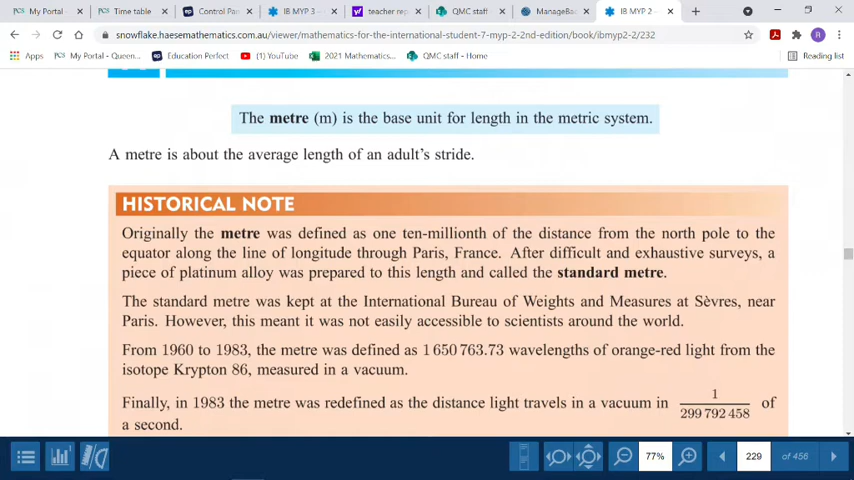 My Portal -
Time table
Control Pa
IB MYP 3 -
teacher rep
QMC staff
ManageBac
IB MYP 2 -
snowflake.haesemathematics.com.au/viewer/mathematics-for-the-international-student-7-myp-2-2nd-edition/book/ibmyp2-2/232
Apps
PCS My Portal - Queen...
ep Education Perfect
(1) YouTube
2021 Mathematics...
QMC staff - Home
Reading list
The metre (m) is the base unit for length in the metric system.
A metre is about the average length of an adult's stride.
HISTORICAL NOTE
Originally the metre was defined as one ten-millionth of the distance from the north pole to the
equator along the line of longitude through Paris, France. After difficult and exhaustive surveys, a
piece of platinum alloy was prepared to this length and called the standard metre.
The standard metre was kept at the International Bureau of Weights and Measures at Sèvres, near
Paris. However, this meant it was not easily accessible to scientists around the world.
From 1960 to 1983, the metre was defined as 1 650 763.73 wavelengths of orange-red light from the
isotope Krypton 86, measured in a vacuum.
Finally, in 1983 the metre was redefined as the distance light travels in a vacuum in 1/299 792 458 of
a second.
77%
229
of 456